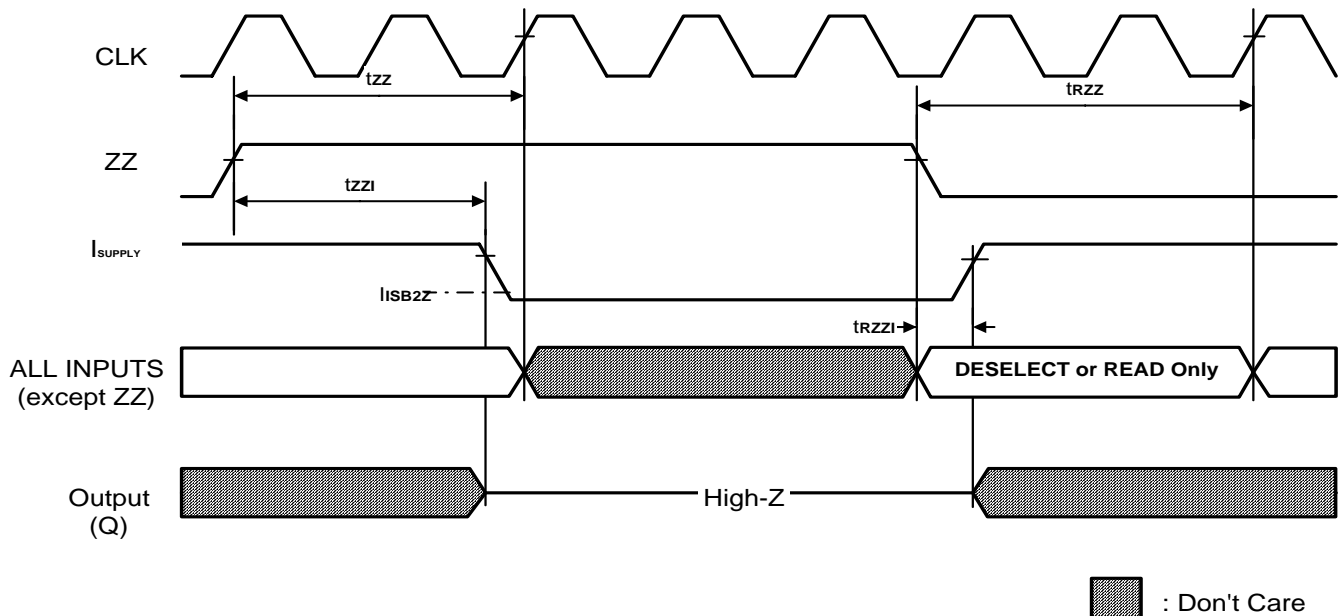 CLK
tZZ
tRZZ
ZZ
tZZI
ISUPPLY
IISB2Z
tRZZI
ALL INPUTS
(except ZZ)
DESELECT or READ Only
Output
(Q)
High-Z
: Don't Care